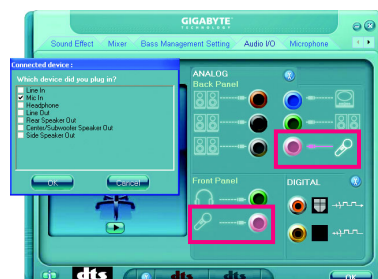 GIGABYTE
TECHNOLOGY
Sound Effect Mixer Bass Management Setting Audio I/O Microphone
Connected device :
Which device did you plug in?
Line In
Mic In
Headphone
Line Out
Rear Speaker Out
Center/Subwoofer Speaker Out
Side Speaker Out
OK Cancel
ANALOG
Back Panel
Front Panel
DIGITAL
dts dts dts
OK